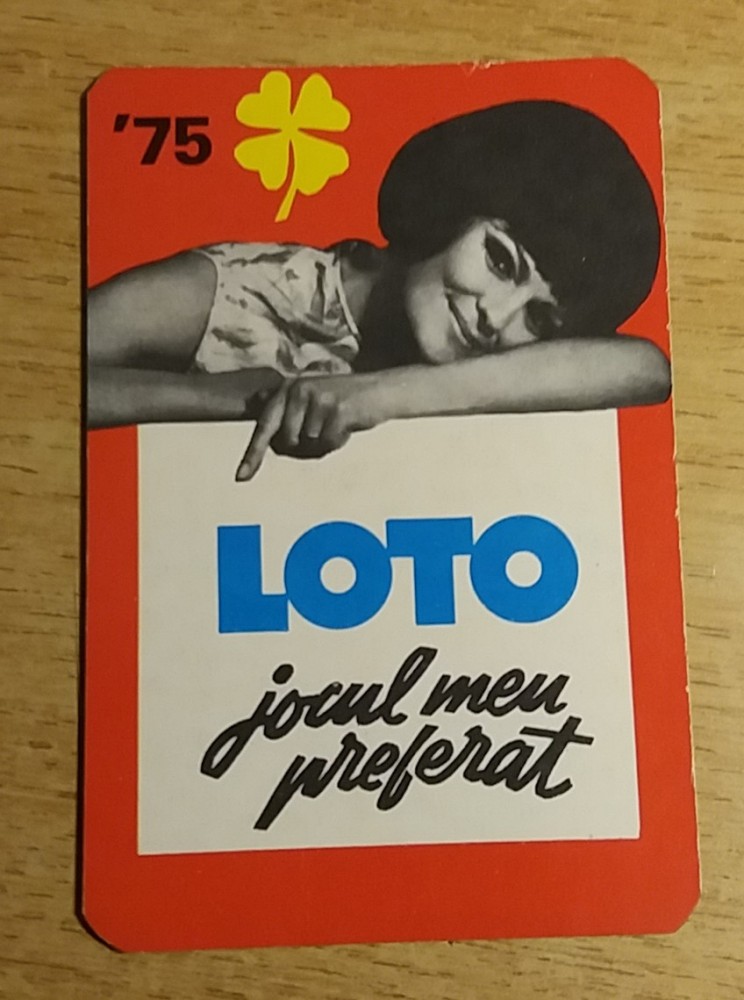 '75
LOTO
jocul meu
preferat